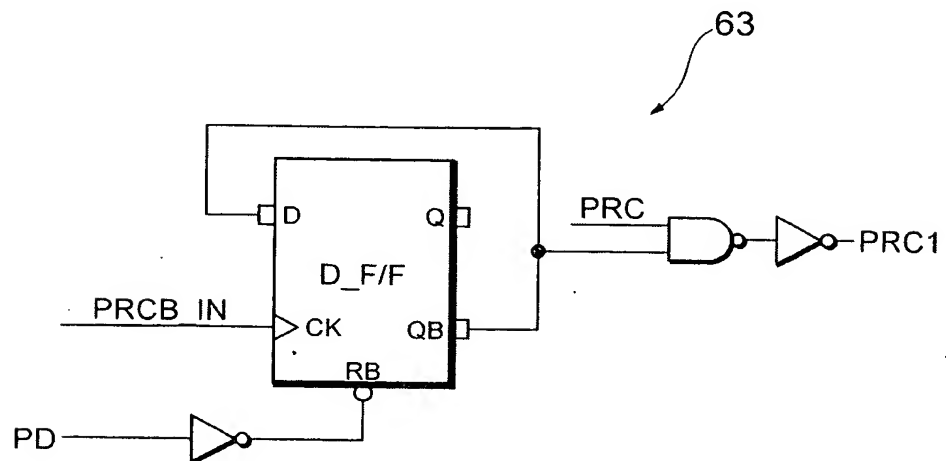 63
D
Q
PRC
PRC1
D_F/F
PRCB_IN
CK
QB
RB
PD